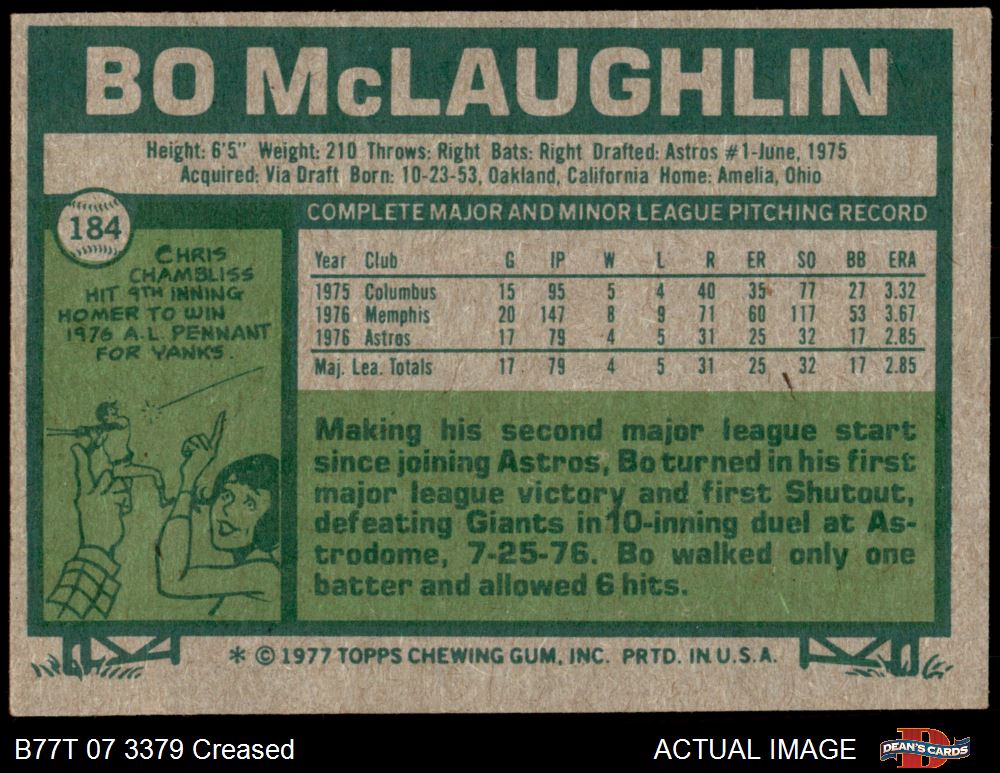 BO McLAUGHLIN
Height: 6'5" Weight: 210 Throws: Right Bats: Right Drafted: Astros #1-June, 1975
Acquired: Via Draft Born: 10-23-53, Oakland, California Home: Amelia, Ohio
184
CHRIS
CHAMBLISS
HIT 9TH INNING
HOMER TO WIN
1976 A.L. PENNANT
FOR YANKS.
COMPLETE MAJOR AND MINOR LEAGUE PITCHING RECORD
Year Club G IP W L R ER SO BB ERA
1975 Columbus 15 95 5 4 40 35 77 27 3.32
1976 Memphis 20 147 8 9 71 60 117 53 3.67
1976 Astros 17 79 4 5 31 25 32 17 2.85
Maj. Lea. Totals 17 79 4 5 31 25 32 17 2.85
Making his second major league start
since joining Astros, Bo turned in his first
major league victory and first Shutout,
defeating Giants in 10-inning duel at As-
trodome, 7-25-76. Bo walked only one
batter and allowed 6 hits.
* © 1977 TOPPS CHEWING GUM, INC. PRTD. IN U.S.A.
B77T 07 3379 Creased
ACTUAL IMAGE
DEAN'S CARDS